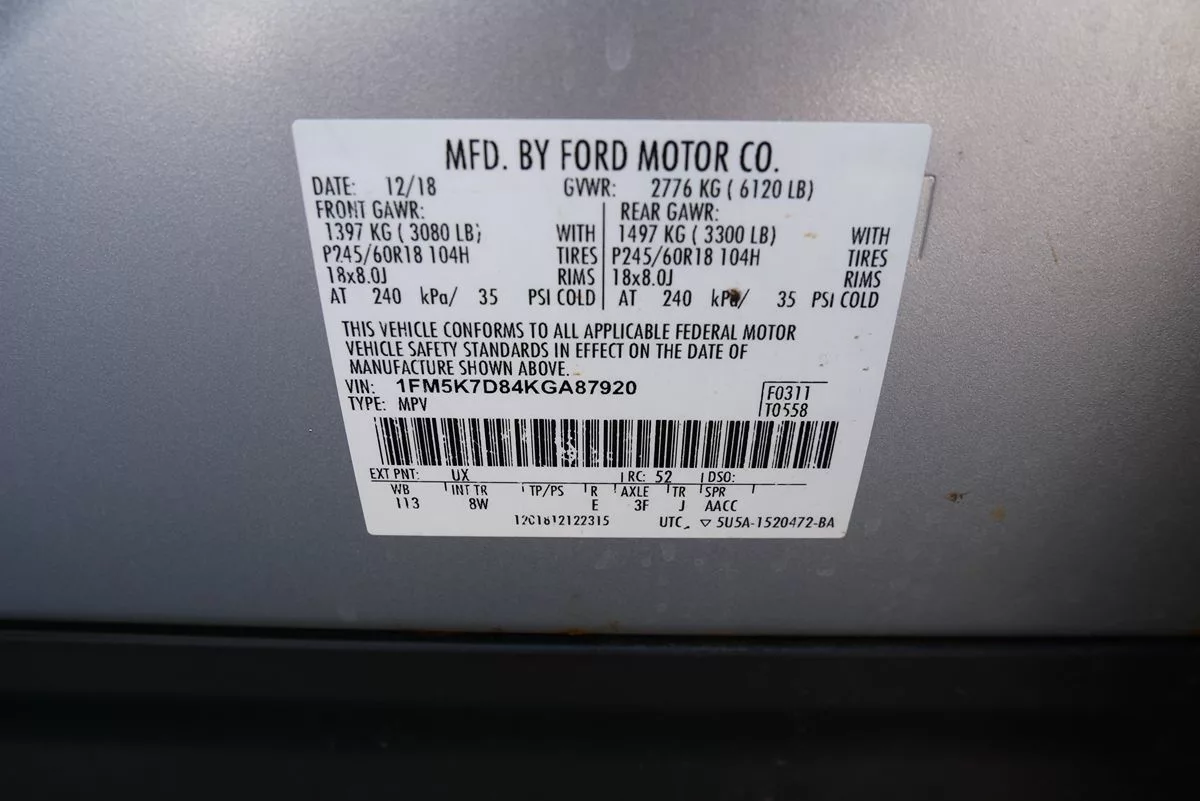 MFD. BY FORD MOTOR CO.
DATE: 12/18 GVWR: 2776 KG ( 6120 LB)
FRONT GAWR: REAR GAWR:
1397 KG ( 3080 LB) WITH 1497 KG ( 3300 LB) WITH
P245/60R18 104H TIRES P245/60R18 104H TIRES
18x8.0J RIMS 18x8.0J RIMS
AT 240 kPa/ 35 PSI COLD AT 240 kPa/ 35 PSI COLD
THIS VEHICLE CONFORMS TO ALL APPLICABLE FEDERAL MOTOR
VEHICLE SAFETY STANDARDS IN EFFECT ON THE DATE OF
MANUFACTURE SHOWN ABOVE.
VIN: 1FM5K7D84KGA87920
F0311
TYPE: MPV
T0558
EXT PNT: UX RC: 52 DSO:
WB INT TR TP/PS R AXLE TR SPR
113 8W E 3F J AACC
UTC ▽ 5U5A-1520472-BA